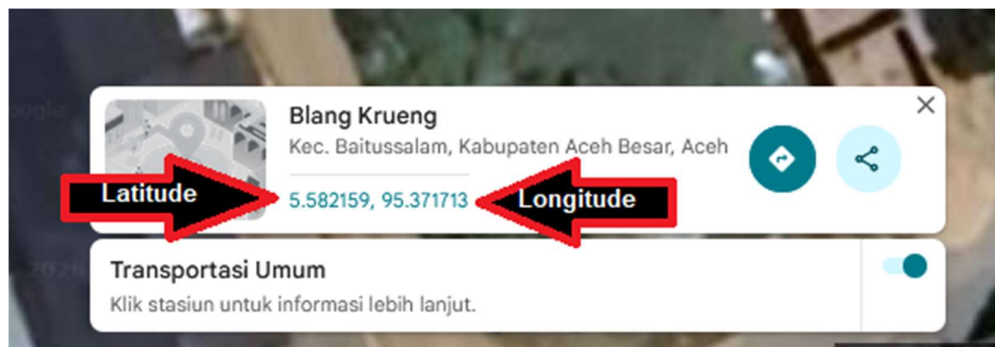 Blang Krueng
Kec. Baitussalam, Kabupaten Aceh Besar, Aceh
Latitude
5.582159, 95.371713
Longitude
Transportasi Umum
Klik stasiun untuk informasi lebih lanjut.